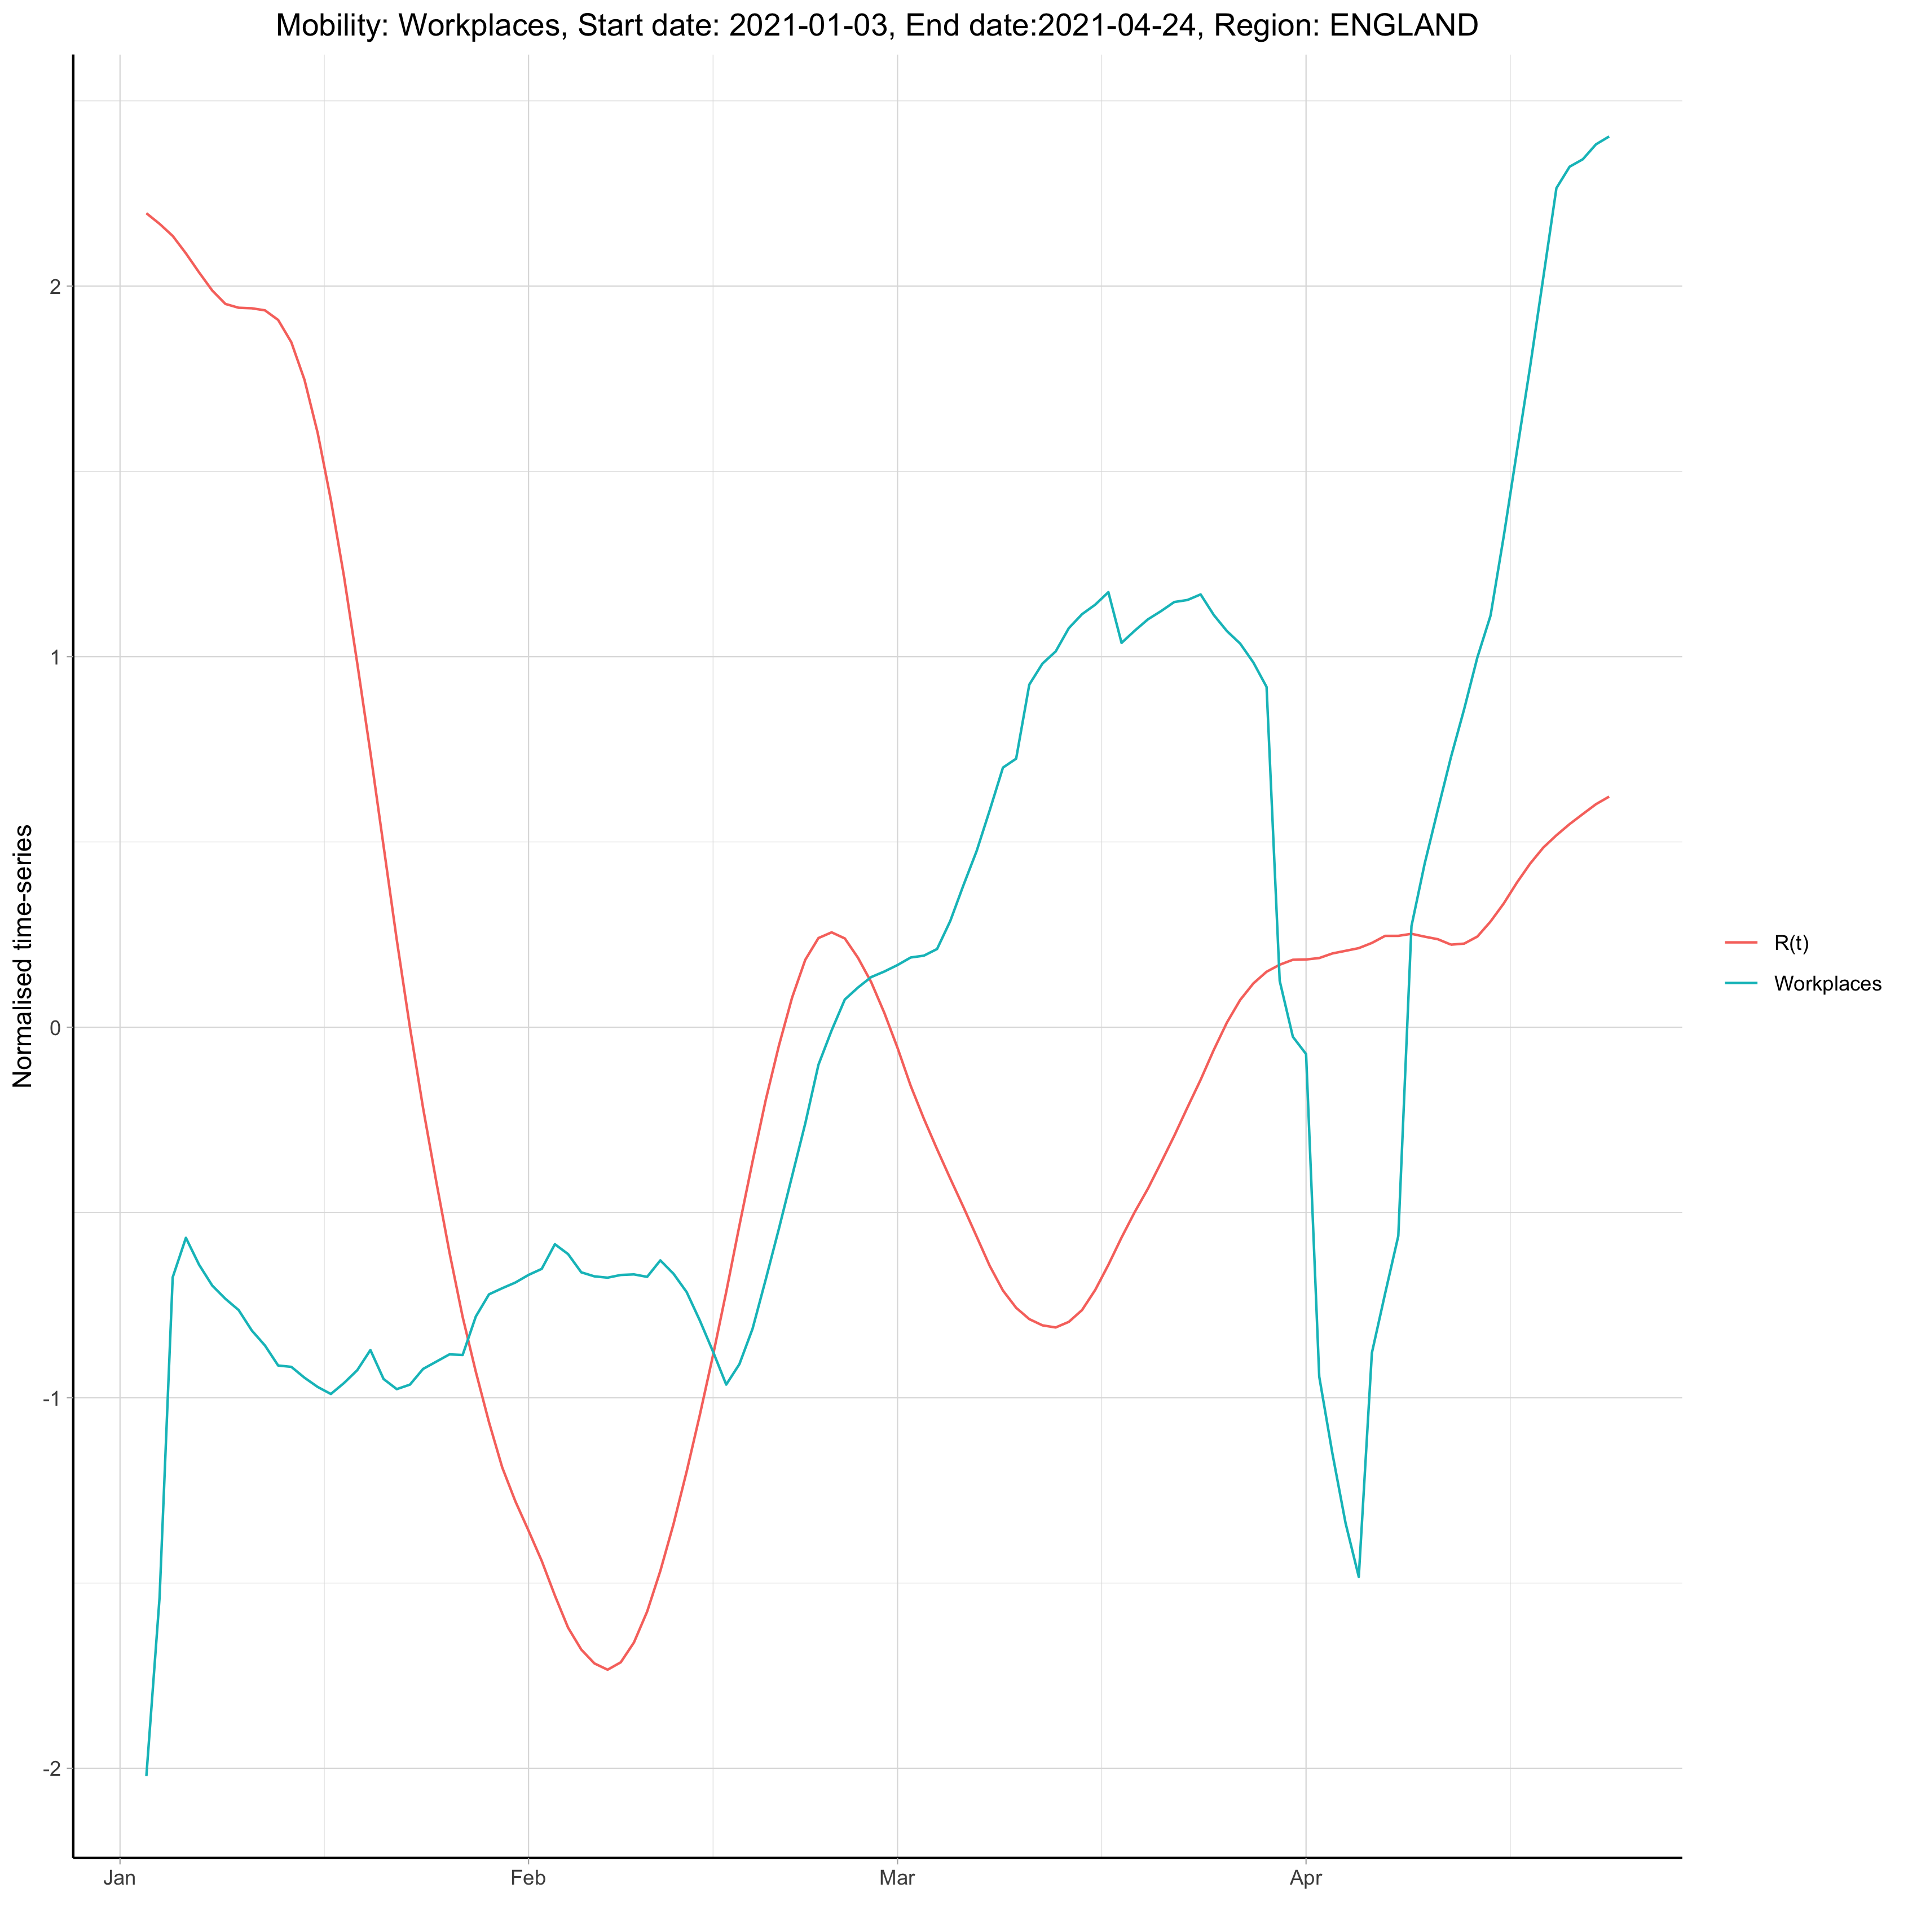 Mobility: Workplaces, Start date: 2021-01-03, End date:2021-04-24, Region: ENGLAND
Normalised time-series
2
1
0
-1
-2
Jan
Feb
Mar
Apr
R(t)
Workplaces